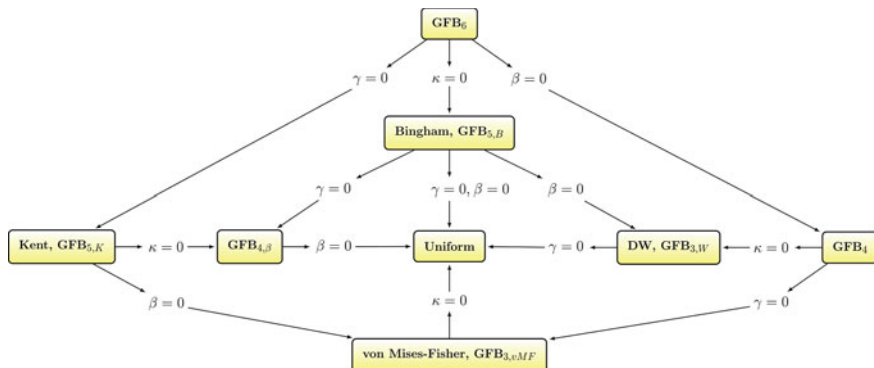 GFB₆
γ = 0 κ = 0 β = 0
Bingham, GFB₅,B
γ = 0 γ = 0, β = 0 β = 0
Kent, GFB₅,K κ = 0 GFB₄,β β = 0 Uniform γ = 0 DW, GFB₃,W κ = 0 GFB₄
β = 0 κ = 0 γ = 0
von Mises-Fisher, GFB₃,vMF